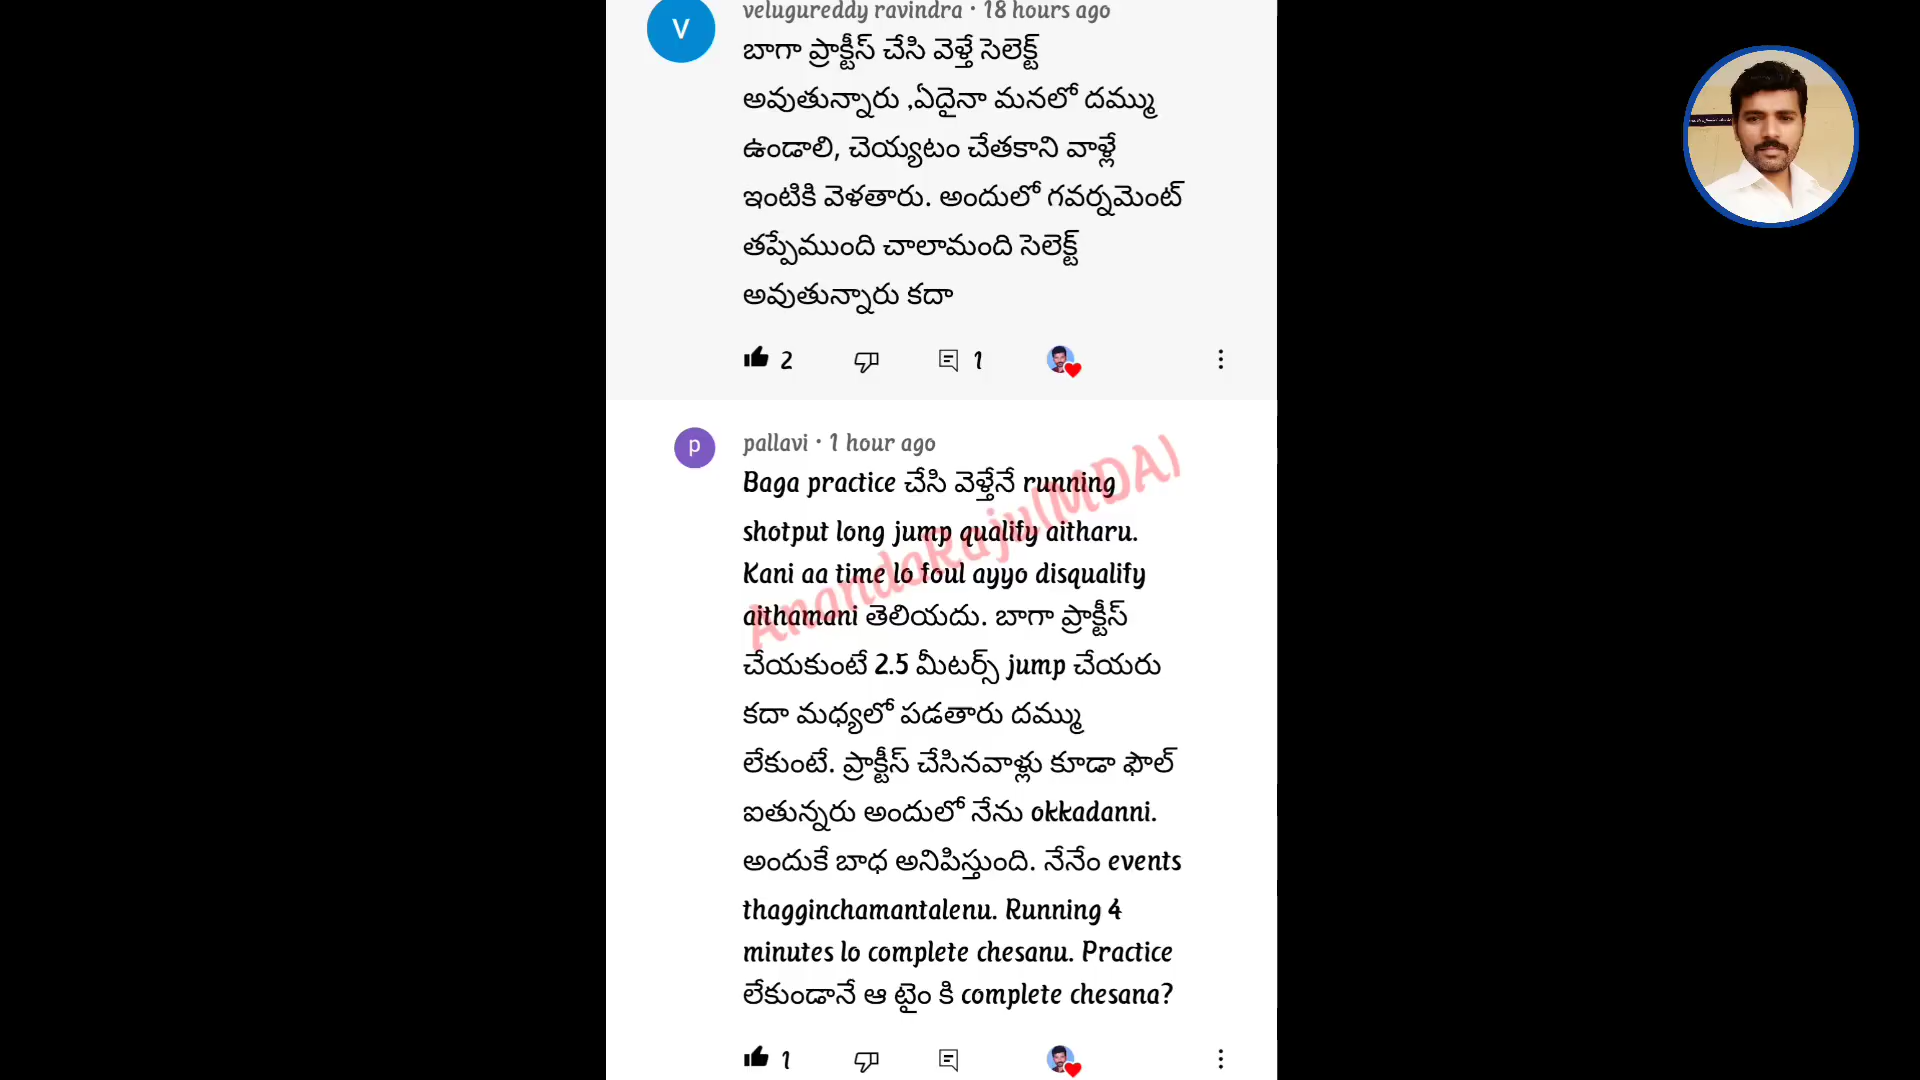 V
velugureddy ravindra • 18 hours ago
బాగా ప్రాక్టీస్ చేసి వెళ్తే సెలెక్ట్
అవుతున్నారు ,ఏదైనా మనలో దమ్ము
ఉండాలి, చెయ్యటం చేతకాని వాళ్లే
ఇంటికి వెళతారు. అందులో గవర్నమెంట్
తప్పేముంది చాలామంది సెలెక్ట్
అవుతున్నారు కదా
2 1
p
pallavi • 1 hour ago
Baga practice చేసి వెళ్తేనే running
shotput long jump qualify aitharu.
Kani aa time lo foul ayyo disqualify
aithamani తెలియదు. బాగా ప్రాక్టీస్
చేయకుంటే 2.5 మీటర్స్ jump చేయరు
కదా మధ్యలో పడతారు దమ్ము
లేకుంటే. ప్రాక్టీస్ చేసినవాళ్లు కూడా ఫౌల్
ఐతున్నరు అందులో నేను okkadanni.
అందుకే బాధ అనిపిస్తుంది. నేనేం events
thagginchamantalenu. Running 4
minutes lo complete chesanu. Practice
లేకుండానే ఆ టైం కి complete chesana?
1
AnandaRaju(MDA)